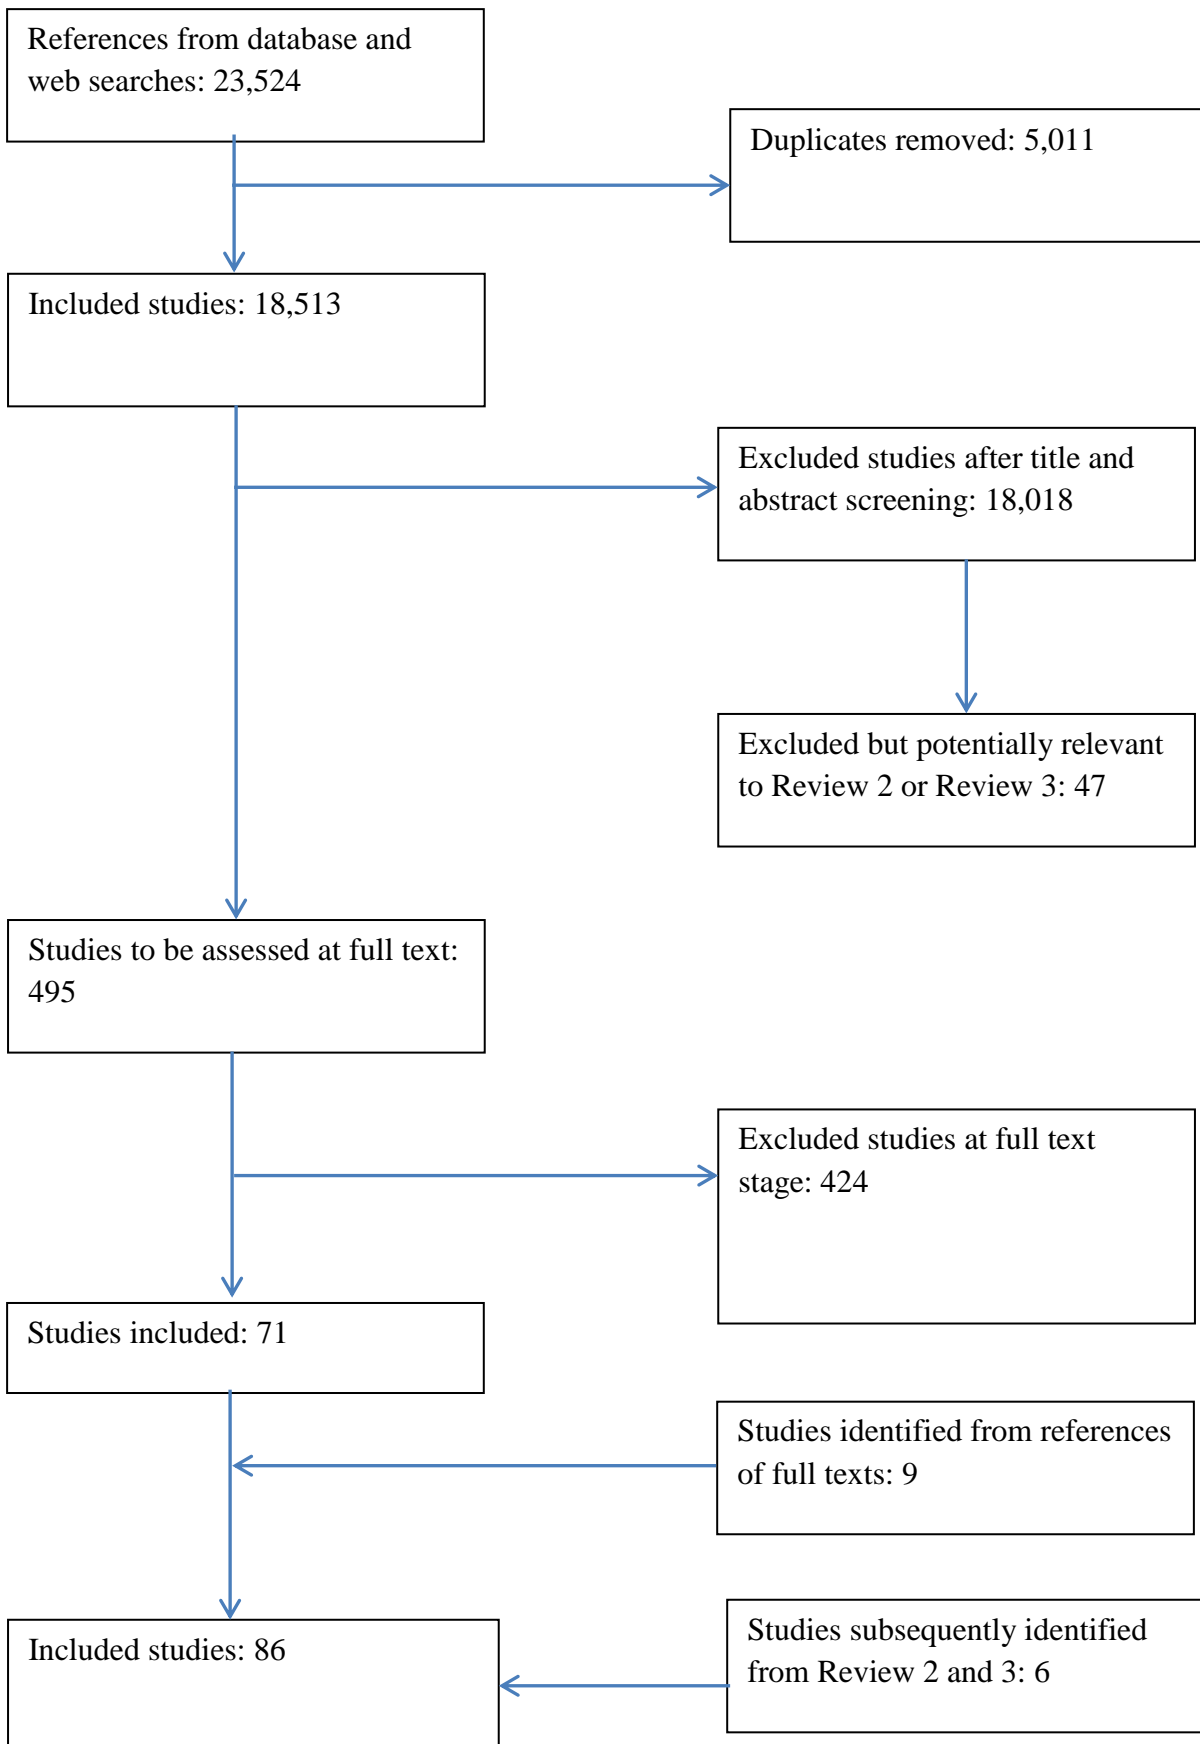 References from database and
web searches: 23,524
Duplicates removed: 5,011
Included studies: 18,513
Excluded studies after title and
abstract screening: 18,018
Excluded but potentially relevant
to Review 2 or Review 3: 47
Studies to be assessed at full text:
495
Excluded studies at full text
stage: 424
Studies included: 71
Studies identified from references
of full texts: 9
Included studies: 86
Studies subsequently identified
from Review 2 and 3: 6